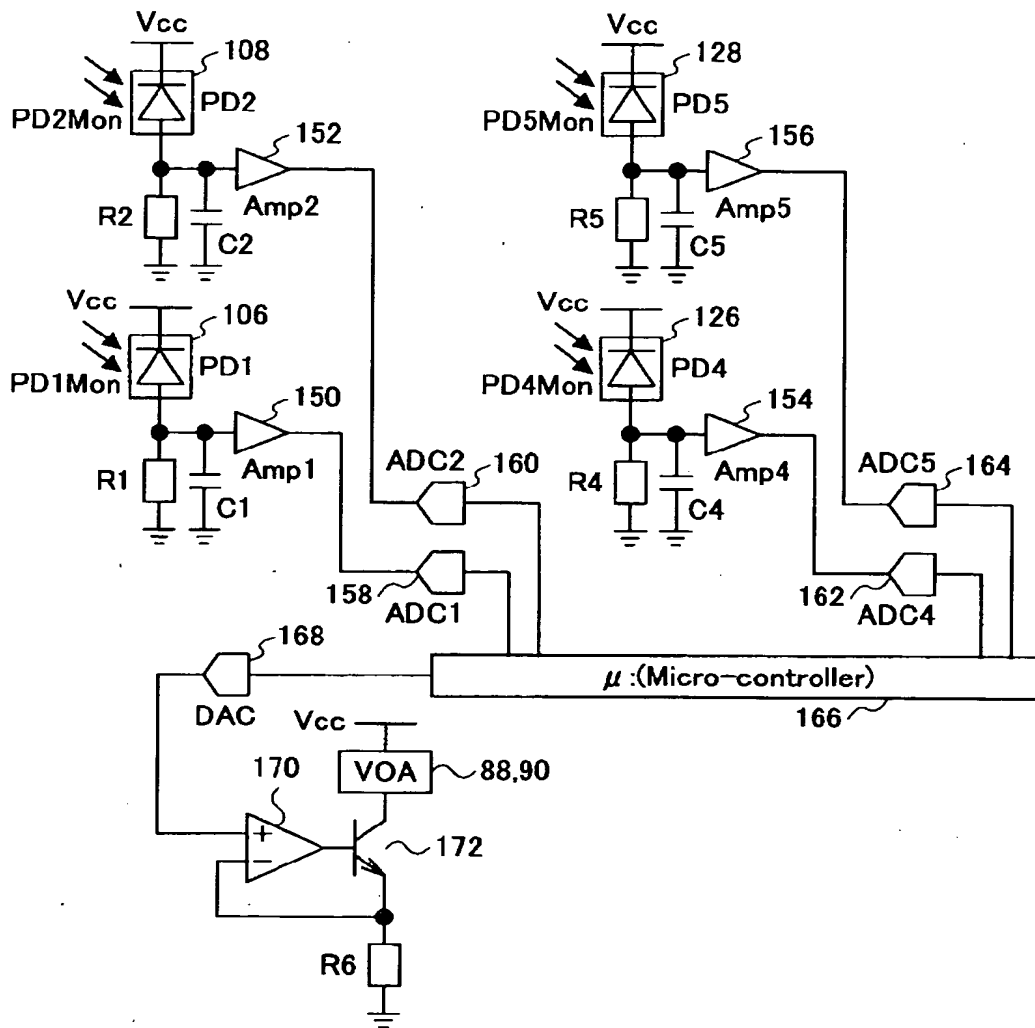 Vcc
108
PD2
PD2Mon
152
Amp2
R2
C2
Vcc
106
PD1
PD1Mon
150
Amp1
R1
C1
Vcc
128
PD5
PD5Mon
156
Amp5
R5
C5
Vcc
126
PD4
PD4Mon
154
Amp4
R4
C4
ADC2
160
158
ADC1
ADC5
164
162
ADC4
168
DAC
μ:(Micro-controller)
166
Vcc
VOA
88,90
170
+
−
172
R6